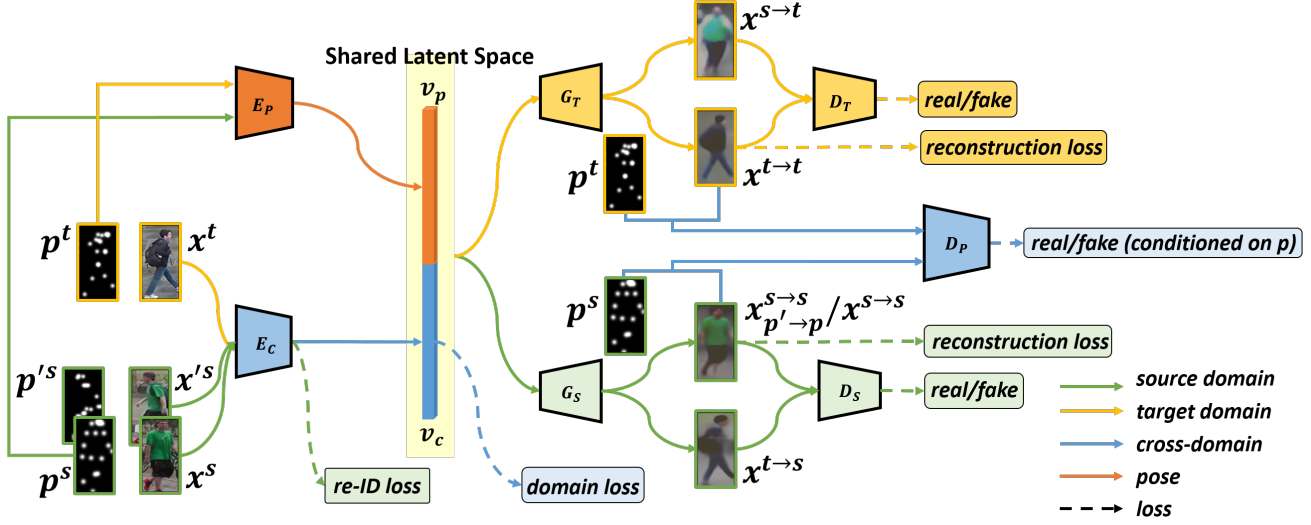 x^{s→t}
Shared Latent Space
v_p
E_P
G_T
D_T
real/fake
reconstruction loss
p^t
x^{t→t}
p^t
x^t
D_P
real/fake (conditioned on p)
p^s
x^{s→s}_{p'→p}/x^{s→s}
E_C
reconstruction loss
p'^s
x'^s
G_S
D_S
real/fake
source domain
target domain
v_c
cross-domain
p^s
x^s
x^{t→s}
pose
re-ID loss
domain loss
loss